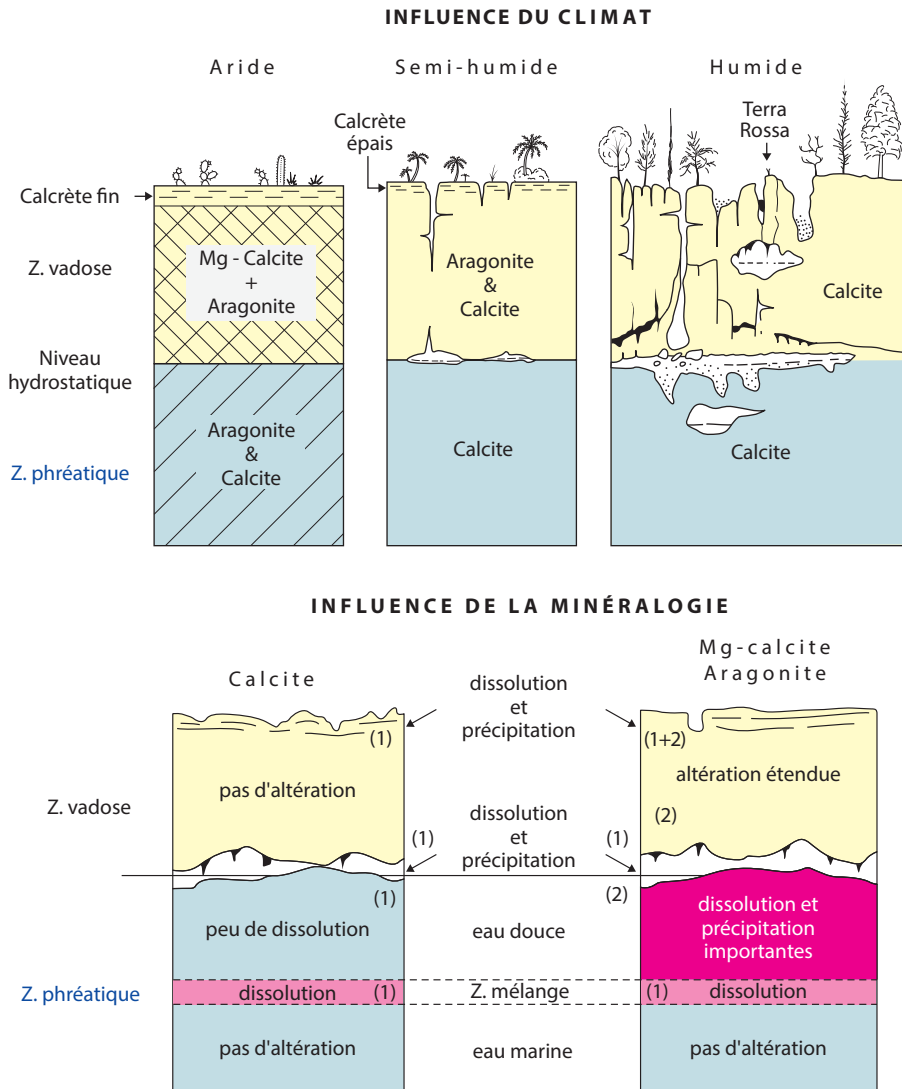 INFLUENCE DU CLIMAT
Aride
Semi-humide
Humide
Calcrète
épais
Terra
Rossa
Calcrète fin
Z. vadose
Mg - Calcite
+
Aragonite
Aragonite
&
Calcite
Calcite
Niveau
hydrostatique
Z. phréatique
Aragonite
&
Calcite
Calcite
Calcite
INFLUENCE DE LA MINÉRALOGIE
Calcite
dissolution
et
précipitation
Mg-calcite
Aragonite
(1)
(1+2)
pas d'altération
altération étendue
Z. vadose
(2)
(1)
dissolution
et
précipitation
(1)
(1)
(2)
peu de dissolution
eau douce
dissolution et
précipitation
importantes
Z. phréatique
dissolution (1)
Z. mélange
(1) dissolution
pas d'altération
eau marine
pas d'altération